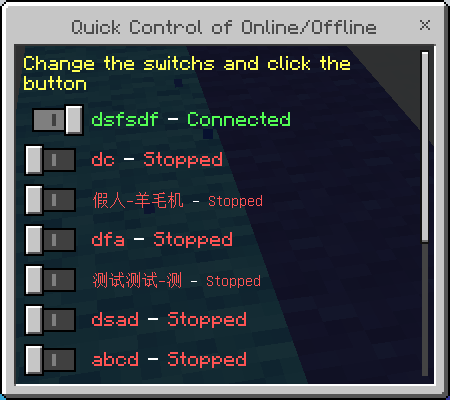 Quick Control of Online/Offline
Change the switchs and click the
button
dsfsdf - Connected
dc - Stopped
假人-羊毛机 - Stopped
dfa - Stopped
测试测试-测 - Stopped
dsad - Stopped
abcd - Stopped